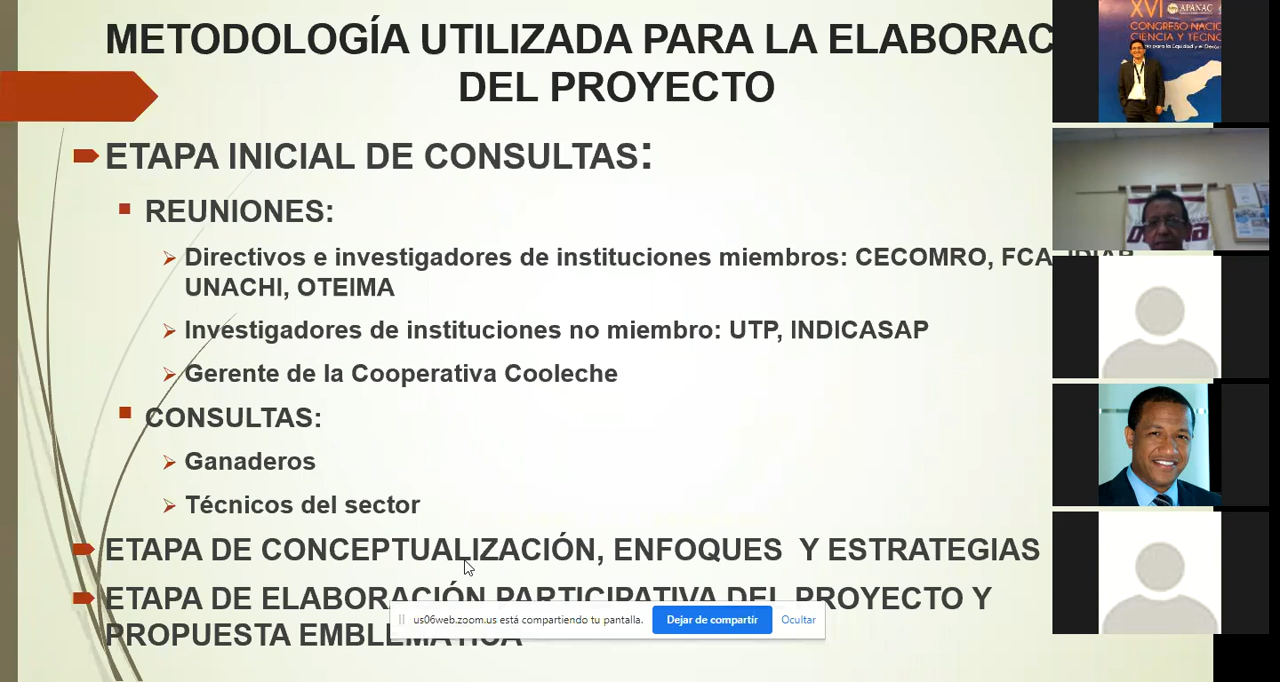 METODOLOGÍA UTILIZADA PARA LA ELABORAC
DEL PROYECTO
ETAPA INICIAL DE CONSULTAS:
REUNIONES:
Directivos e investigadores de instituciones miembros: CECOMRO, FCA, IDIAP
UNACHI, OTEIMA
Investigadores de instituciones no miembro: UTP, INDICASAP
Gerente de la Cooperativa Cooleche
CONSULTAS:
Ganaderos
Técnicos del sector
ETAPA DE CONCEPTUALIZACIÓN, ENFOQUES Y ESTRATEGIAS
ETAPA DE ELABORACIÓN PARTICIPATIVA DEL PROYECTO Y
PROPUESTA EMBLEMÁTICA
us06web.zoom.us está compartiendo tu pantalla.
Dejar de compartir
Ocultar
XVI
APANAC
CONGRESO NACIO
CIENCIA Y TECNO